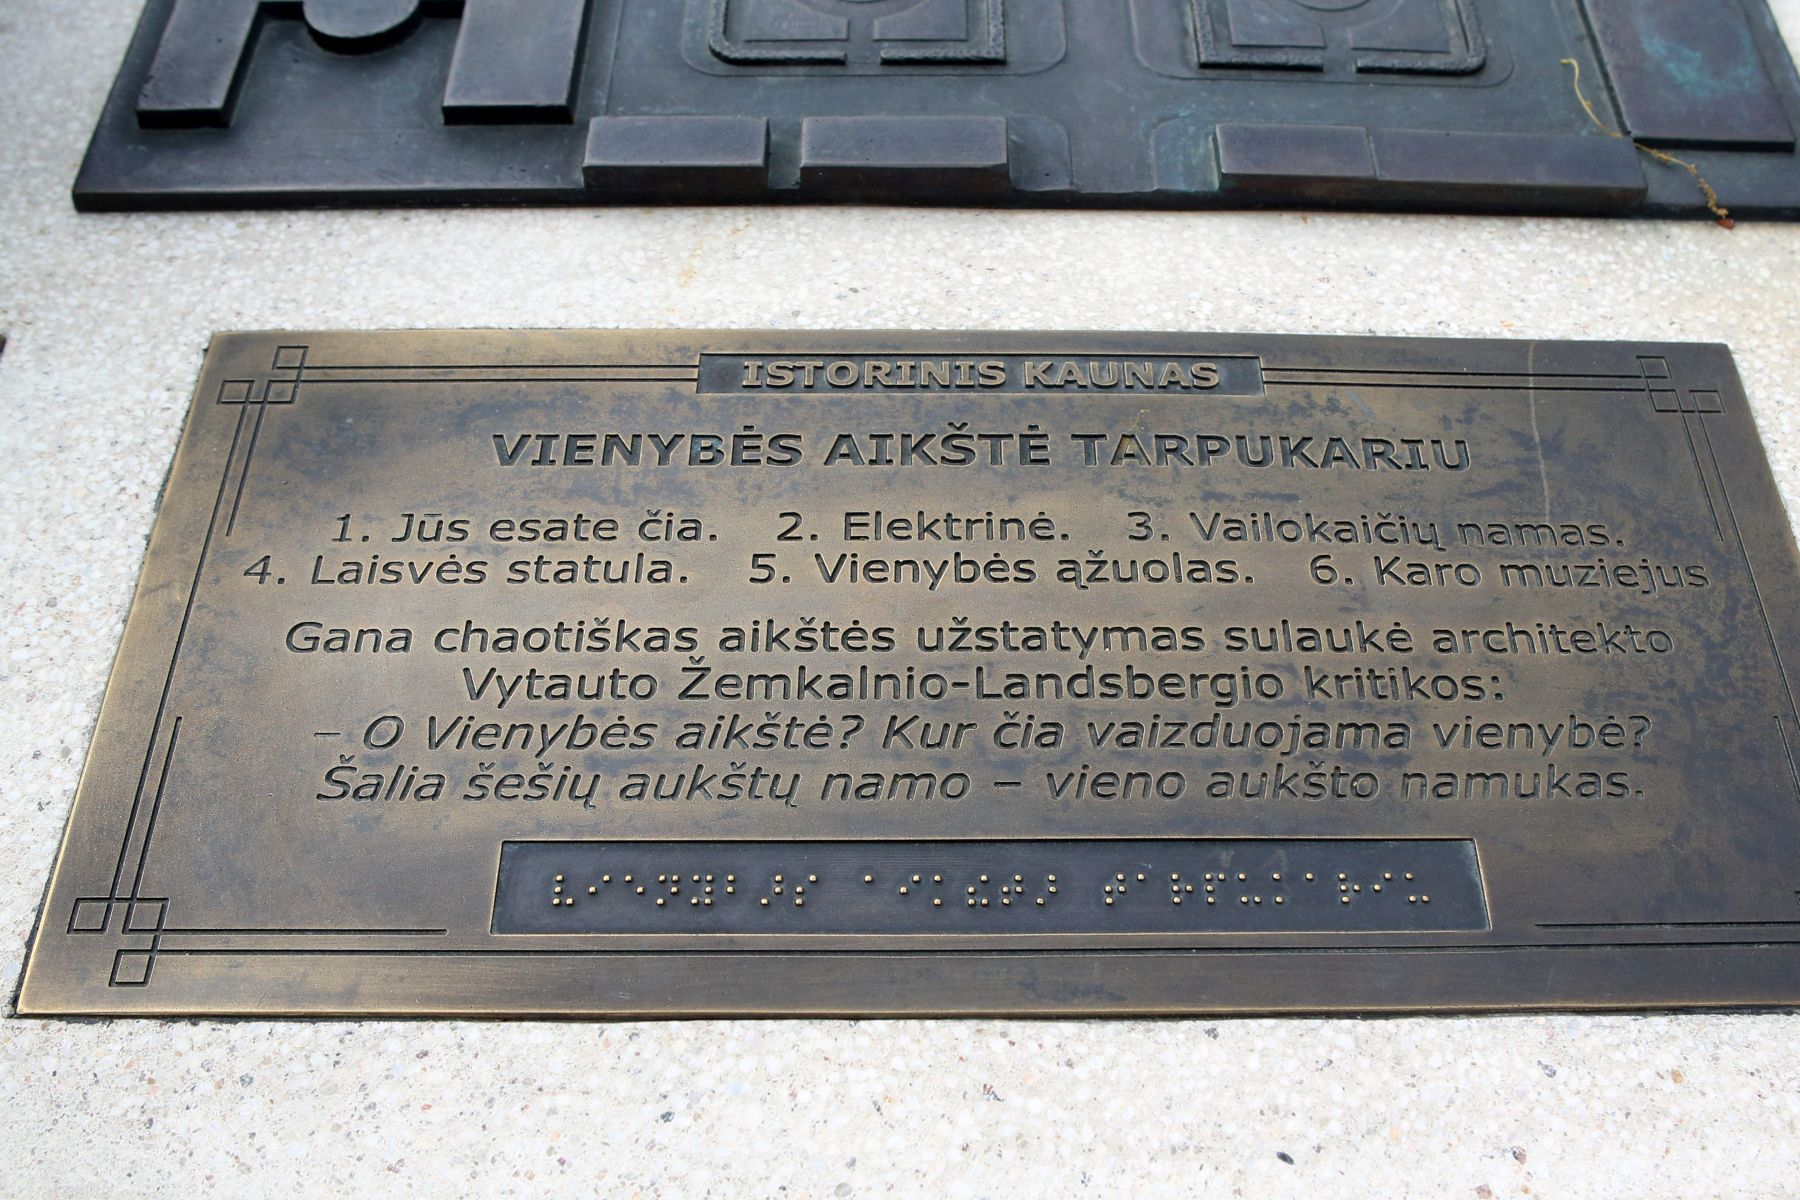 ISTORINIS KAUNAS
VIENYBĖS AIKŠTĖ TARPUKARIU
1. Jūs esate čia. 2. Elektrinė. 3. Vailokaičių namas.
4. Laisvės statula. 5. Vienybės ąžuolas. 6. Karo muziejus
Gana chaotiškas aikštės užstatymas sulaukė architekto
Vytauto Žemkalnio-Landsbergio kritikos:
– O Vienybės aikštė? Kur čia vaizduojama vienybė?
Šalia šešių aukštų namo – vieno aukšto namukas.